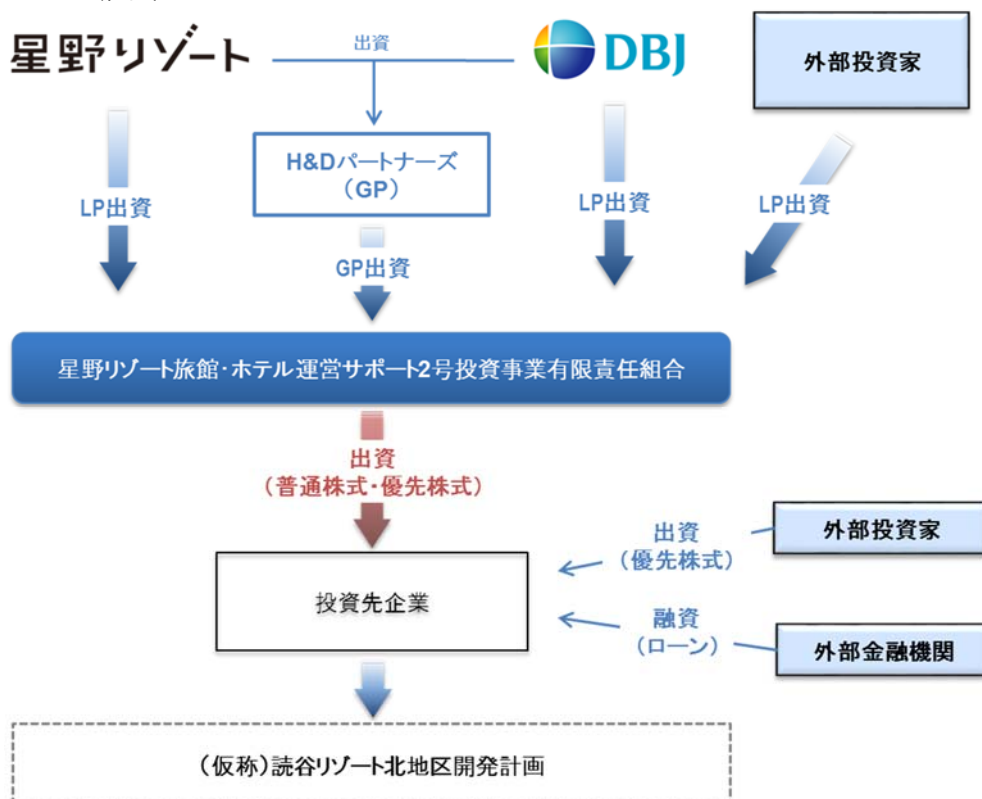 星野リゾート
出資
DBJ
外部投資家
H&Dパートナーズ
（GP）
LP出資
LP出資
LP出資
GP出資
星野リゾート旅館･ホテル運営サポート2号投資事業有限責任組合
出資
（普通株式・優先株式）
出資
（優先株式）
外部投資家
投資先企業
融資
（ローン）
外部金融機関
（仮称）読谷リゾート北地区開発計画